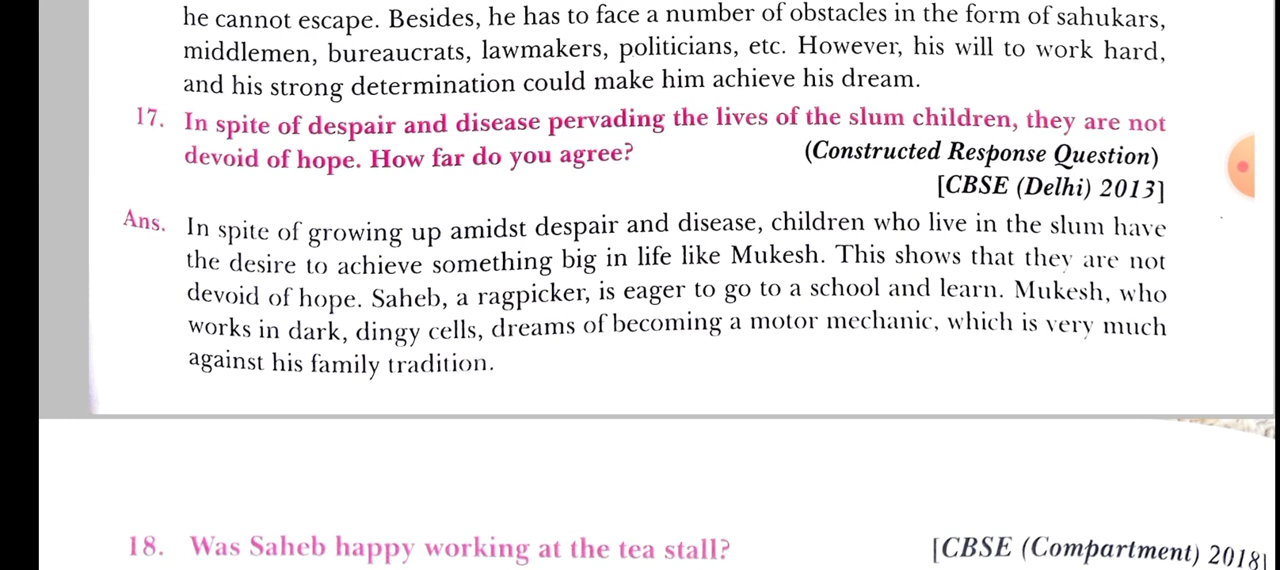 he cannot escape. Besides, he has to face a number of obstacles in the form of sahukars,
middlemen, bureaucrats, lawmakers, politicians, etc. However, his will to work hard,
and his strong determination could make him achieve his dream.
17. In spite of despair and disease pervading the lives of the slum children, they are not
devoid of hope. How far do you agree? (Constructed Response Question)
[CBSE (Delhi) 2013]
Ans. In spite of growing up amidst despair and disease, children who live in the slum have
the desire to achieve something big in life like Mukesh. This shows that they are not
devoid of hope. Saheb, a ragpicker, is eager to go to a school and learn. Mukesh, who
works in dark, dingy cells, dreams of becoming a motor mechanic, which is very much
against his family tradition.
18. Was Saheb happy working at the tea stall? [CBSE (Compartment) 2018]